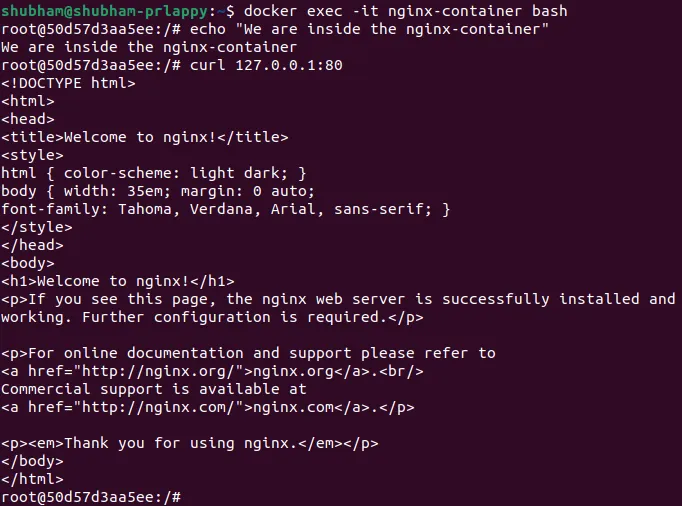 shubham@shubham-prlappy:~$ docker exec -it nginx-container bash
root@50d57d3aa5ee:/# echo "We are inside the nginx-container"
We are inside the nginx-container
root@50d57d3aa5ee:/# curl 127.0.0.1:80
<!DOCTYPE html>
<html>
<head>
<title>Welcome to nginx!</title>
<style>
html { color-scheme: light dark; }
body { width: 35em; margin: 0 auto;
font-family: Tahoma, Verdana, Arial, sans-serif; }
</style>
</head>
<body>
<h1>Welcome to nginx!</h1>
<p>If you see this page, the nginx web server is successfully installed and
working. Further configuration is required.</p>

<p>For online documentation and support please refer to
<a href="http://nginx.org/">nginx.org</a>.<br/>
Commercial support is available at
<a href="http://nginx.com/">nginx.com</a>.</p>

<p><em>Thank you for using nginx.</em></p>
</body>
</html>
root@50d57d3aa5ee:/#